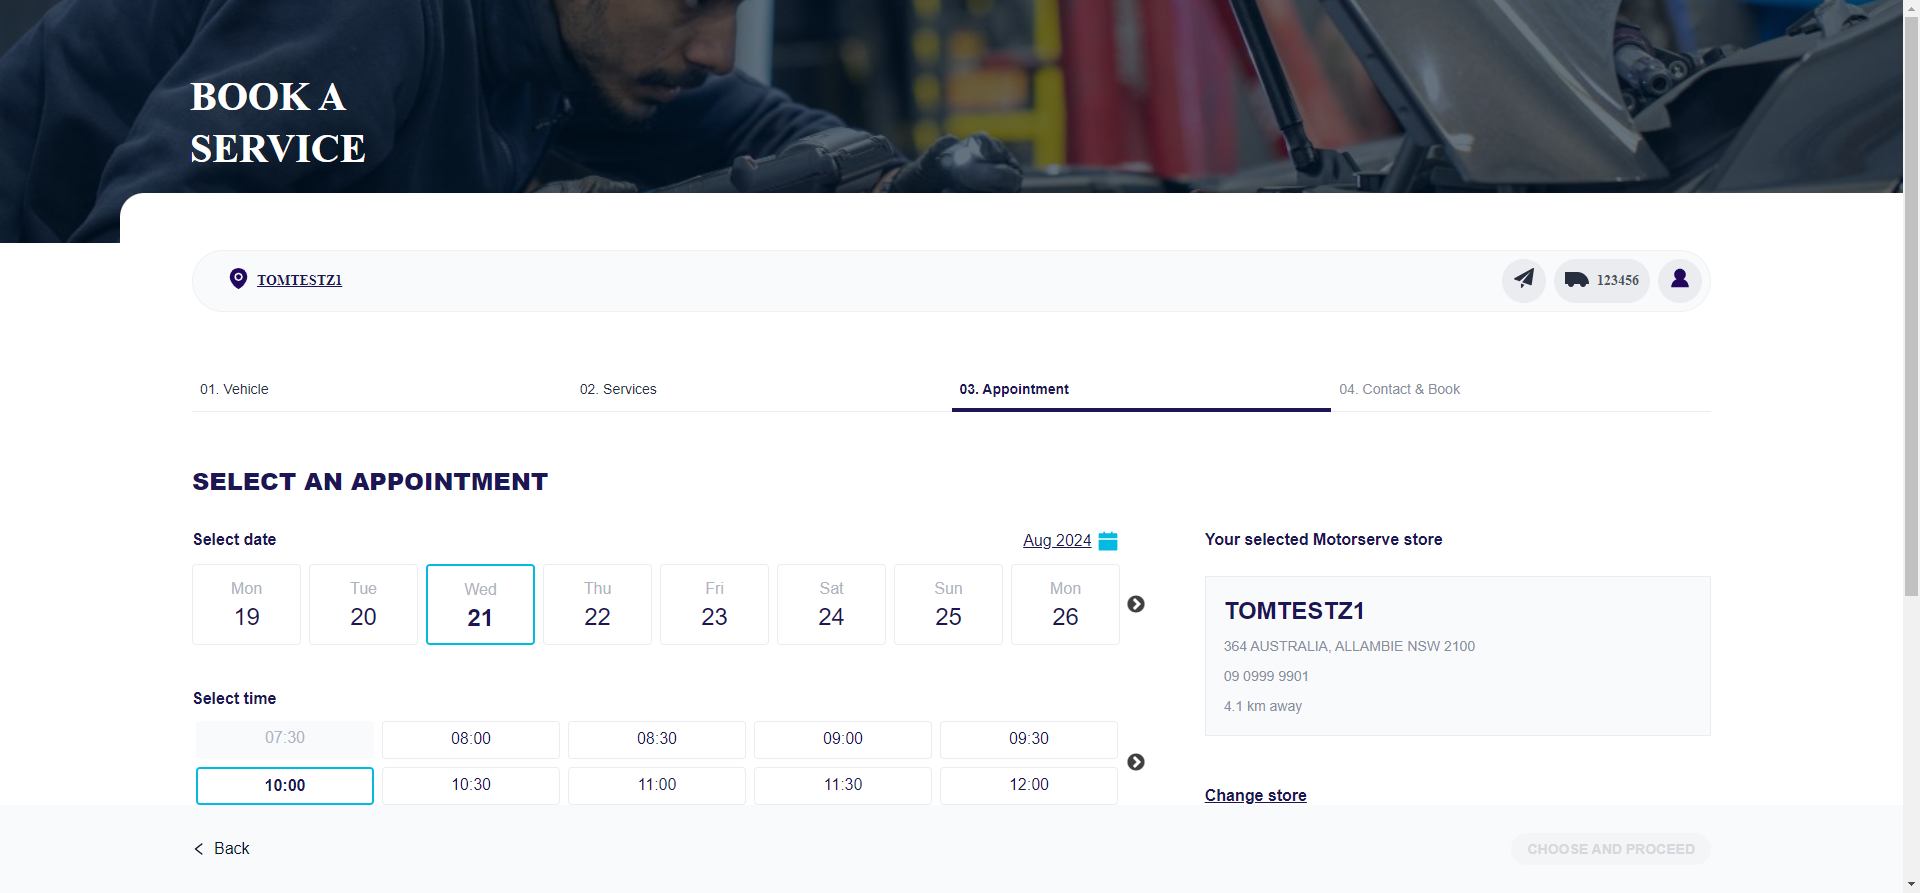 BOOK A
SERVICE
TOMTESTZ1
123456
01. Vehicle
02. Services
03. Appointment
04. Contact & Book
SELECT AN APPOINTMENT
Select date
Aug 2024
Mon
19
Tue
20
Wed
21
Thu
22
Fri
23
Sat
24
Sun
25
Mon
26
Select time
07:30
08:00
08:30
09:00
09:30
10:00
10:30
11:00
11:30
12:00
Your selected Motorserve store
TOMTESTZ1
364 AUSTRALIA, ALLAMBIE NSW 2100
09 0999 9901
4.1 km away
Change store
Back
CHOOSE AND PROCEED